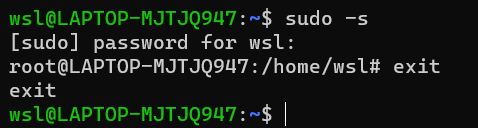 wsl@LAPTOP-MJTJQ947:~$ sudo -s
[sudo] password for wsl:
root@LAPTOP-MJTJQ947:/home/wsl# exit
exit
wsl@LAPTOP-MJTJQ947:~$